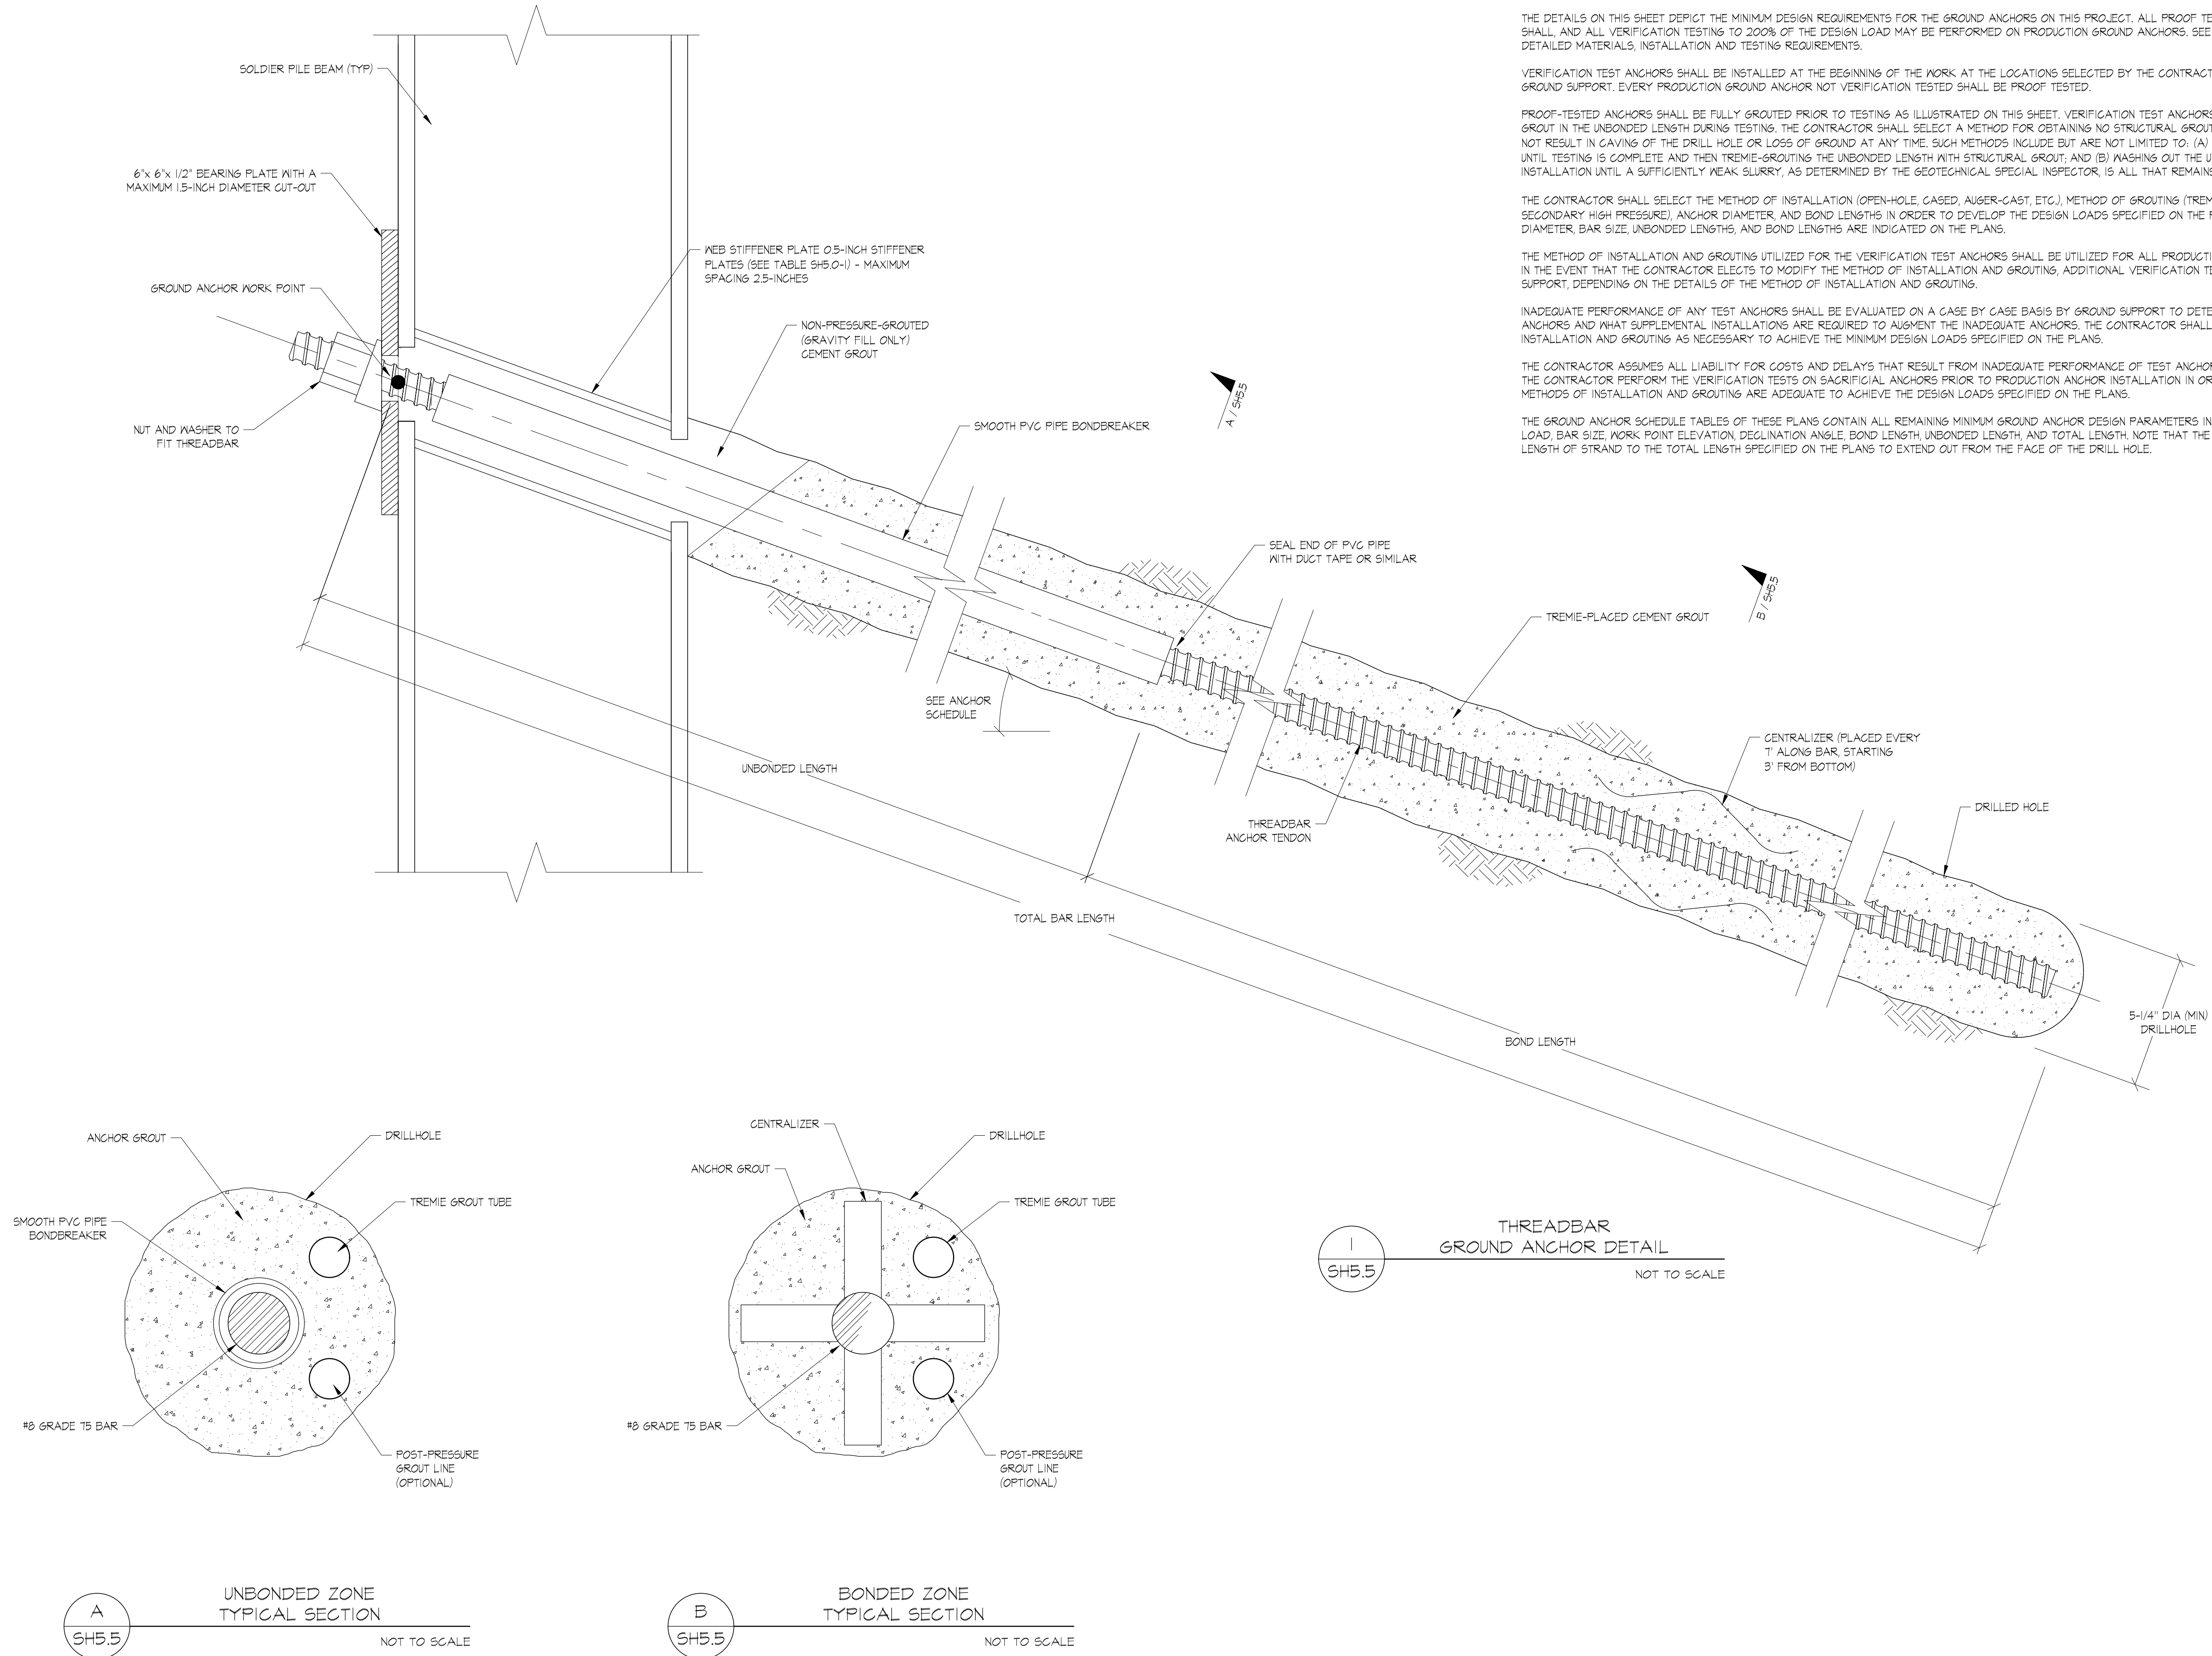 THE DETAILS ON THIS SHEET DEPICT THE MINIMUM DESIGN REQUIREMENTS FOR THE GROUND ANCHORS ON THIS PROJECT. ALL PROOF
SHALL, AND ALL VERIFICATION TESTING TO 200% OF THE DESIGN LOAD MAY BE PERFORMED ON PRODUCTION GROUND ANCHORS. SEE
DETAILED MATERIALS, INSTALLATION AND TESTING REQUIREMENTS.
VERIFICATION TEST ANCHORS SHALL BE INSTALLED AT THE BEGINNING OF THE WORK AT THE LOCATIONS SELECTED BY THE CONTRACT
GROUND SUPPORT. EVERY PRODUCTION GROUND ANCHOR NOT VERIFICATION TESTED SHALL BE PROOF TESTED.
PROOF-TESTED ANCHORS SHALL BE FULLY GROUTED PRIOR TO TESTING AS ILLUSTRATED ON THIS SHEET. VERIFICATION TEST ANCHORS
GROUT IN THE UNBONDED LENGTH DURING TESTING. THE CONTRACTOR SHALL SELECT A METHOD FOR OBTAINING NO STRUCTURAL GROUT
NOT RESULT IN CAVING OF THE DRILL HOLE OR LOSS OF GROUND AT ANY TIME. SUCH METHODS INCLUDE BUT ARE NOT LIMITED TO: (A)
UNTIL TESTING IS COMPLETE AND THEN TREMIE-GROUTING THE UNBONDED LENGTH WITH STRUCTURAL GROUT; AND (B) WASHING OUT THE U
INSTALLATION UNTIL A SUFFICIENTLY WEAK SLURRY, AS DETERMINED BY THE GEOTECHNICAL SPECIAL INSPECTOR, IS ALL THAT REMAINS
THE CONTRACTOR SHALL SELECT THE METHOD OF INSTALLATION (OPEN-HOLE, CASED, AUGER-CAST, ETC.), METHOD OF GROUTING (TREM
SECONDARY HIGH PRESSURE), ANCHOR DIAMETER, AND BOND LENGTHS IN ORDER TO DEVELOP THE DESIGN LOADS SPECIFIED ON THE
DIAMETER, BAR SIZE, UNBONDED LENGTHS, AND BOND LENGTHS ARE INDICATED ON THE PLANS.
THE METHOD OF INSTALLATION AND GROUTING UTILIZED FOR THE VERIFICATION TEST ANCHORS SHALL BE UTILIZED FOR ALL PRODUCTI
IN THE EVENT THAT THE CONTRACTOR ELECTS TO MODIFY THE METHOD OF INSTALLATION AND GROUTING, ADDITIONAL VERIFICATION
SUPPORT, DEPENDING ON THE DETAILS OF THE METHOD OF INSTALLATION AND GROUTING.
INADEQUATE PERFORMANCE OF ANY TEST ANCHORS SHALL BE EVALUATED ON A CASE BY CASE BASIS BY GROUND SUPPORT TO DETE
ANCHORS AND WHAT SUPPLEMENTAL INSTALLATIONS ARE REQUIRED TO AUGMENT THE INADEQUATE ANCHORS. THE CONTRACTOR SHALL
INSTALLATION AND GROUTING AS NECESSARY TO ACHIEVE THE MINIMUM DESIGN LOADS SPECIFIED ON THE PLANS.
THE CONTRACTOR ASSUMES ALL LIABILITY FOR COSTS AND DELAYS THAT RESULT FROM INADEQUATE PERFORMANCE OF TEST ANCHOR
THE CONTRACTOR PERFORM THE VERIFICATION TESTS ON SACRIFICIAL ANCHORS PRIOR TO PRODUCTION ANCHOR INSTALLATION IN OR
METHODS OF INSTALLATION AND GROUTING ARE ADEQUATE TO ACHIEVE THE DESIGN LOADS SPECIFIED ON THE PLANS.
THE GROUND ANCHOR SCHEDULE TABLES OF THESE PLANS CONTAIN ALL REMAINING MINIMUM GROUND ANCHOR DESIGN PARAMETERS IN
LOAD, BAR SIZE, WORK POINT ELEVATION, DECLINATION ANGLE, BOND LENGTH, UNBONDED LENGTH, AND TOTAL LENGTH. NOTE THAT THE
LENGTH OF STRAND TO THE TOTAL LENGTH SPECIFIED ON THE PLANS TO EXTEND OUT FROM THE FACE OF THE DRILL HOLE.
SOLDIER PILE BEAM (TYP)
6"x 6"x 1/2" BEARING PLATE WITH A
MAXIMUM 1.5-INCH DIAMETER CUT-OUT
WEB STIFFENER PLATE 0.5-INCH STIFFENER
PLATES (SEE TABLE SH5.0-1) - MAXIMUM
SPACING 2.5-INCHES
GROUND ANCHOR WORK POINT
NON-PRESSURE-GROUTED
(GRAVITY FILL ONLY)
CEMENT GROUT
A / SH5.5
NUT AND WASHER TO
FIT THREADBAR
SMOOTH PVC PIPE BONDBREAKER
SEAL END OF PVC PIPE
WITH DUCT TAPE OR SIMILAR
B / SH5.5
TREMIE-PLACED CEMENT GROUT
SEE ANCHOR
SCHEDULE
CENTRALIZER (PLACED EVERY
7' ALONG BAR, STARTING
3' FROM BOTTOM)
UNBONDED LENGTH
DRILLED HOLE
THREADBAR
ANCHOR TENDON
TOTAL BAR LENGTH
5-1/4" DIA (MIN)
DRILLHOLE
BOND LENGTH
ANCHOR GROUT
DRILLHOLE
TREMIE GROUT TUBE
SMOOTH PVC PIPE
BONDBREAKER
#8 GRADE 75 BAR
POST-PRESSURE
GROUT LINE
(OPTIONAL)
CENTRALIZER
DRILLHOLE
ANCHOR GROUT
TREMIE GROUT TUBE
#8 GRADE 75 BAR
POST-PRESSURE
GROUT LINE
(OPTIONAL)
1
SH5.5
THREADBAR
GROUND ANCHOR DETAIL
NOT TO SCALE
A
SH5.5
UNBONDED ZONE
TYPICAL SECTION
NOT TO SCALE
B
SH5.5
BONDED ZONE
TYPICAL SECTION
NOT TO SCALE